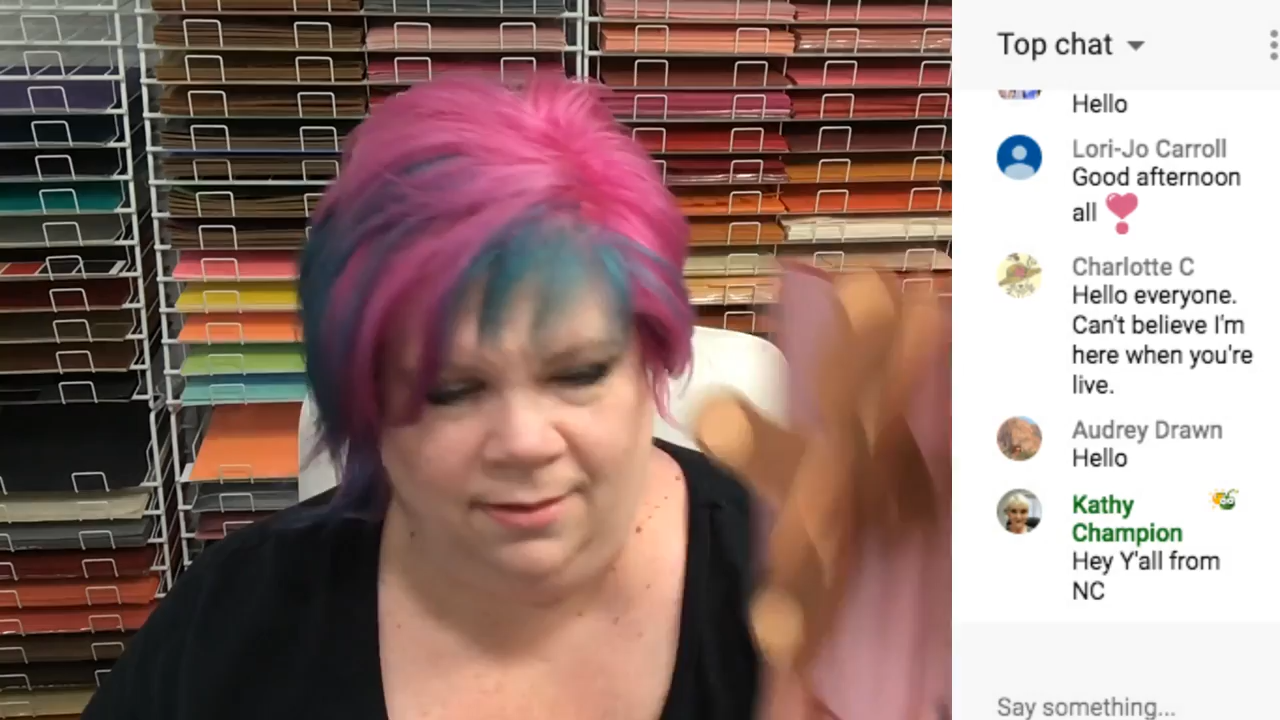 Top chat
Hello
Lori-Jo Carroll
Good afternoon
all
Charlotte C
Hello everyone.
Can't believe I'm
here when you're
live.
Audrey Drawn
Hello
Kathy
Champion
Hey Y'all from
NC
Say something...